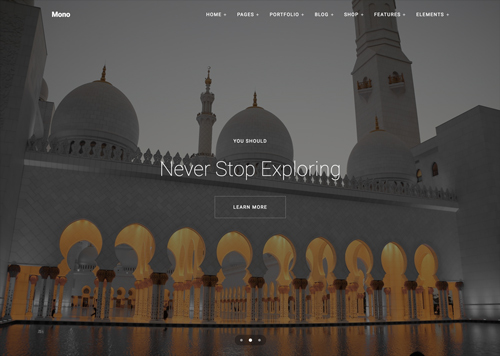 Mono
HOME + PAGES + PORTFOLIO + BLOG + SHOP + FEATURES + ELEMENTS +
YOU SHOULD
Never Stop Exploring
LEARN MORE